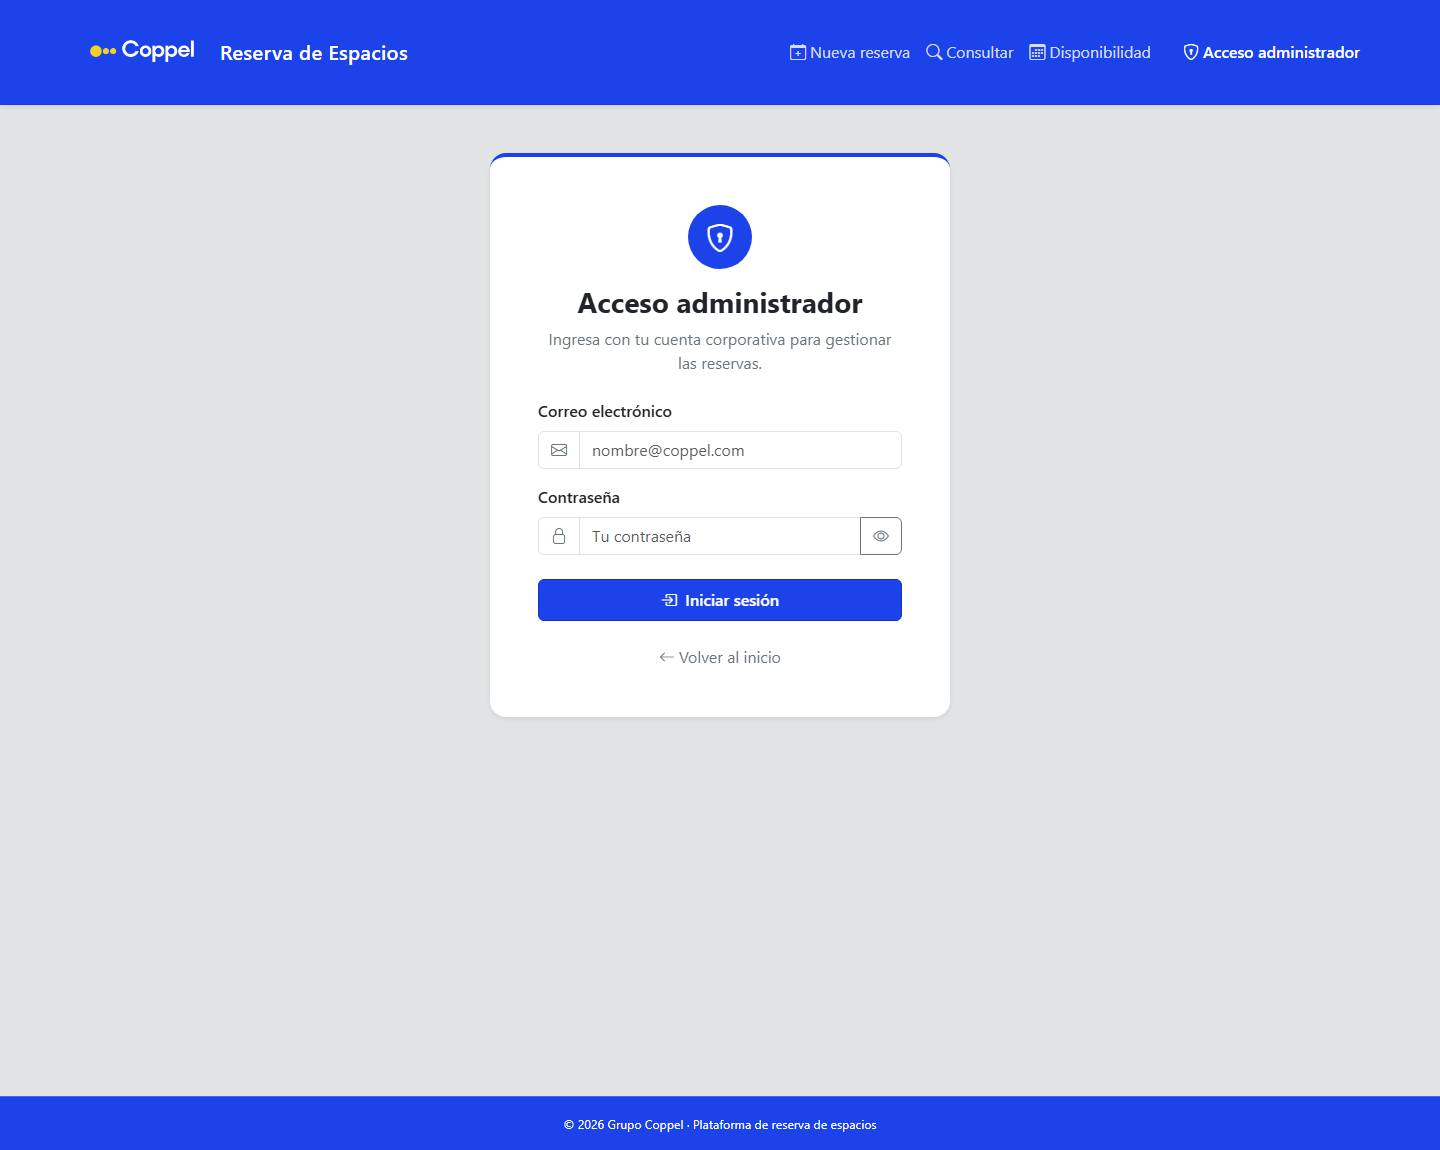 Coppel
Reserva de Espacios
Nueva reserva
Consultar
Disponibilidad
Acceso administrador
Acceso administrador
Ingresa con tu cuenta corporativa para gestionar
las reservas.
Correo electrónico
nombre@coppel.com
Contraseña
Tu contraseña
Iniciar sesión
Volver al inicio
© 2026 Grupo Coppel · Plataforma de reserva de espacios